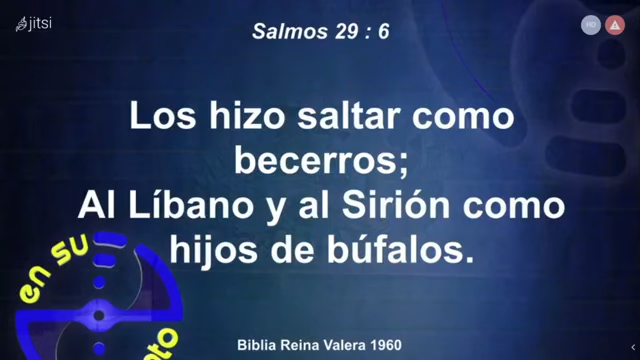 jitsi
HD
Salmos 29 : 6
Los hizo saltar como
becerros;
Al Líbano y al Sirión como
hijos de búfalos.
en su
Biblia Reina Valera 1960